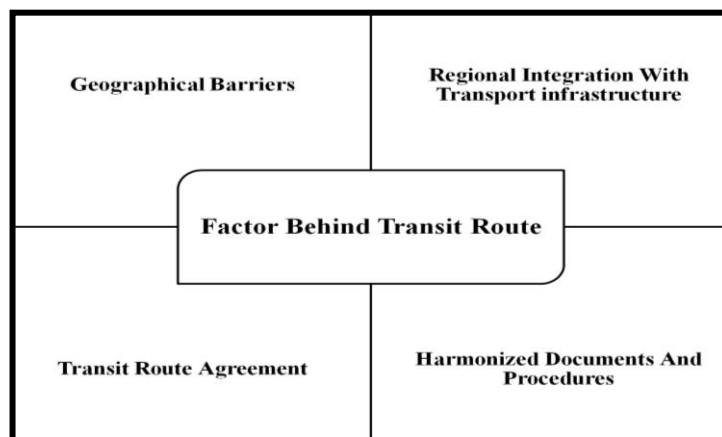 Geographical Barriers
Regional Integration With
Transport infrastructure
Factor Behind Transit Route
Transit Route Agreement
Harmonized Documents And
Procedures